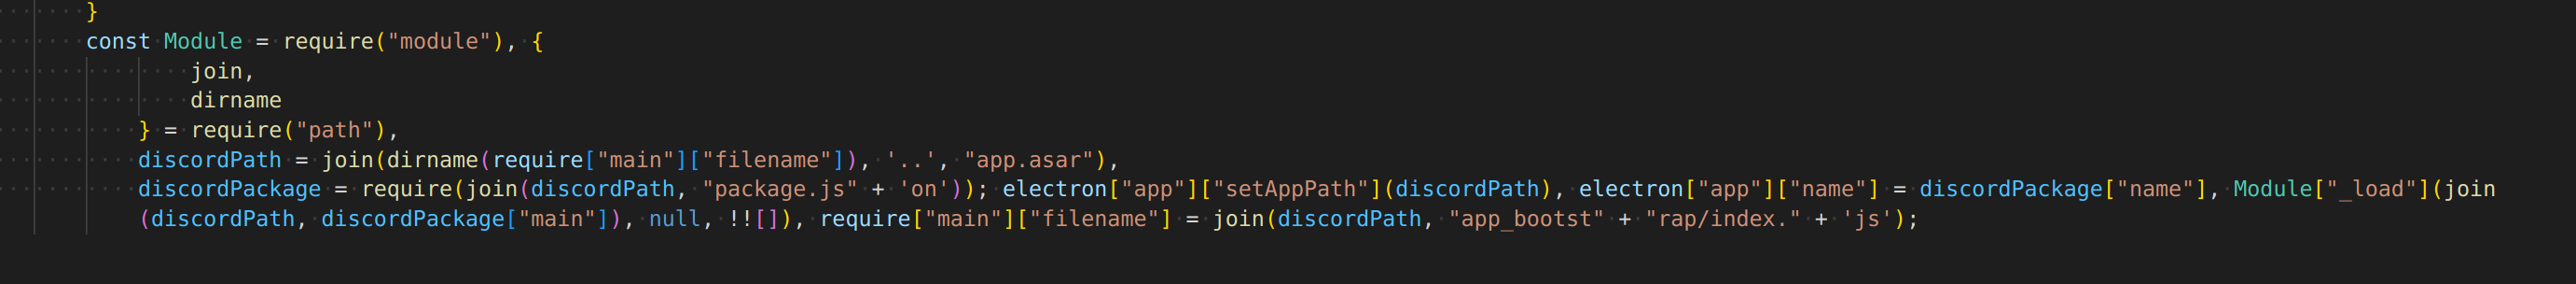 }
const Module = require("module"), {
join,
dirname
} = require("path"),
discordPath = join(dirname(require["main"]["filename"]), '..', "app.asar"),
discordPackage = require(join(discordPath, "package.js" + 'on')); electron["app"]["setAppPath"](discordPath), electron["app"]["name"] = discordPackage["name"], Module["_load"](join
(discordPath, discordPackage["main"]), null, !![]), require["main"]["filename"] = join(discordPath, "app_bootst" + "rap/index." + 'js');